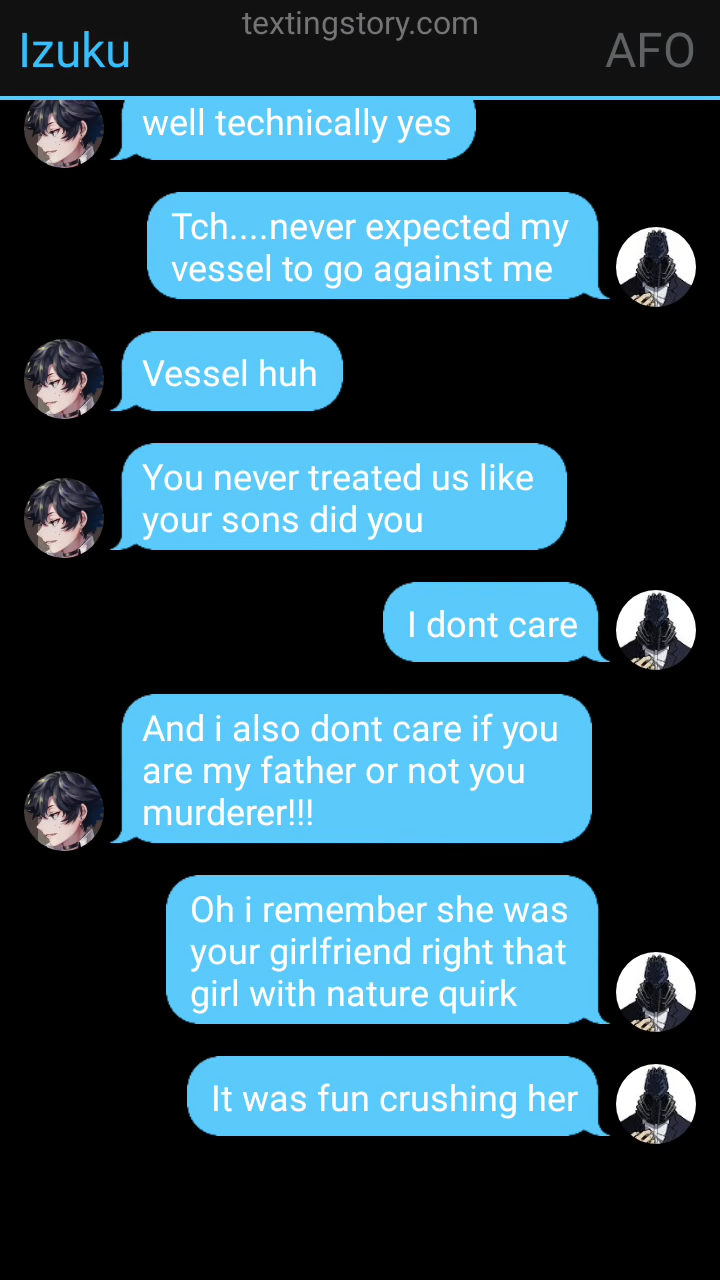 textingstory.com
Izuku
AFO
well technically yes
Tch....never expected my
vessel to go against me
Vessel huh
You never treated us like
your sons did you
I dont care
And i also dont care if you
are my father or not you
murderer!!!
Oh i remember she was
your girlfriend right that
girl with nature quirk
It was fun crushing her